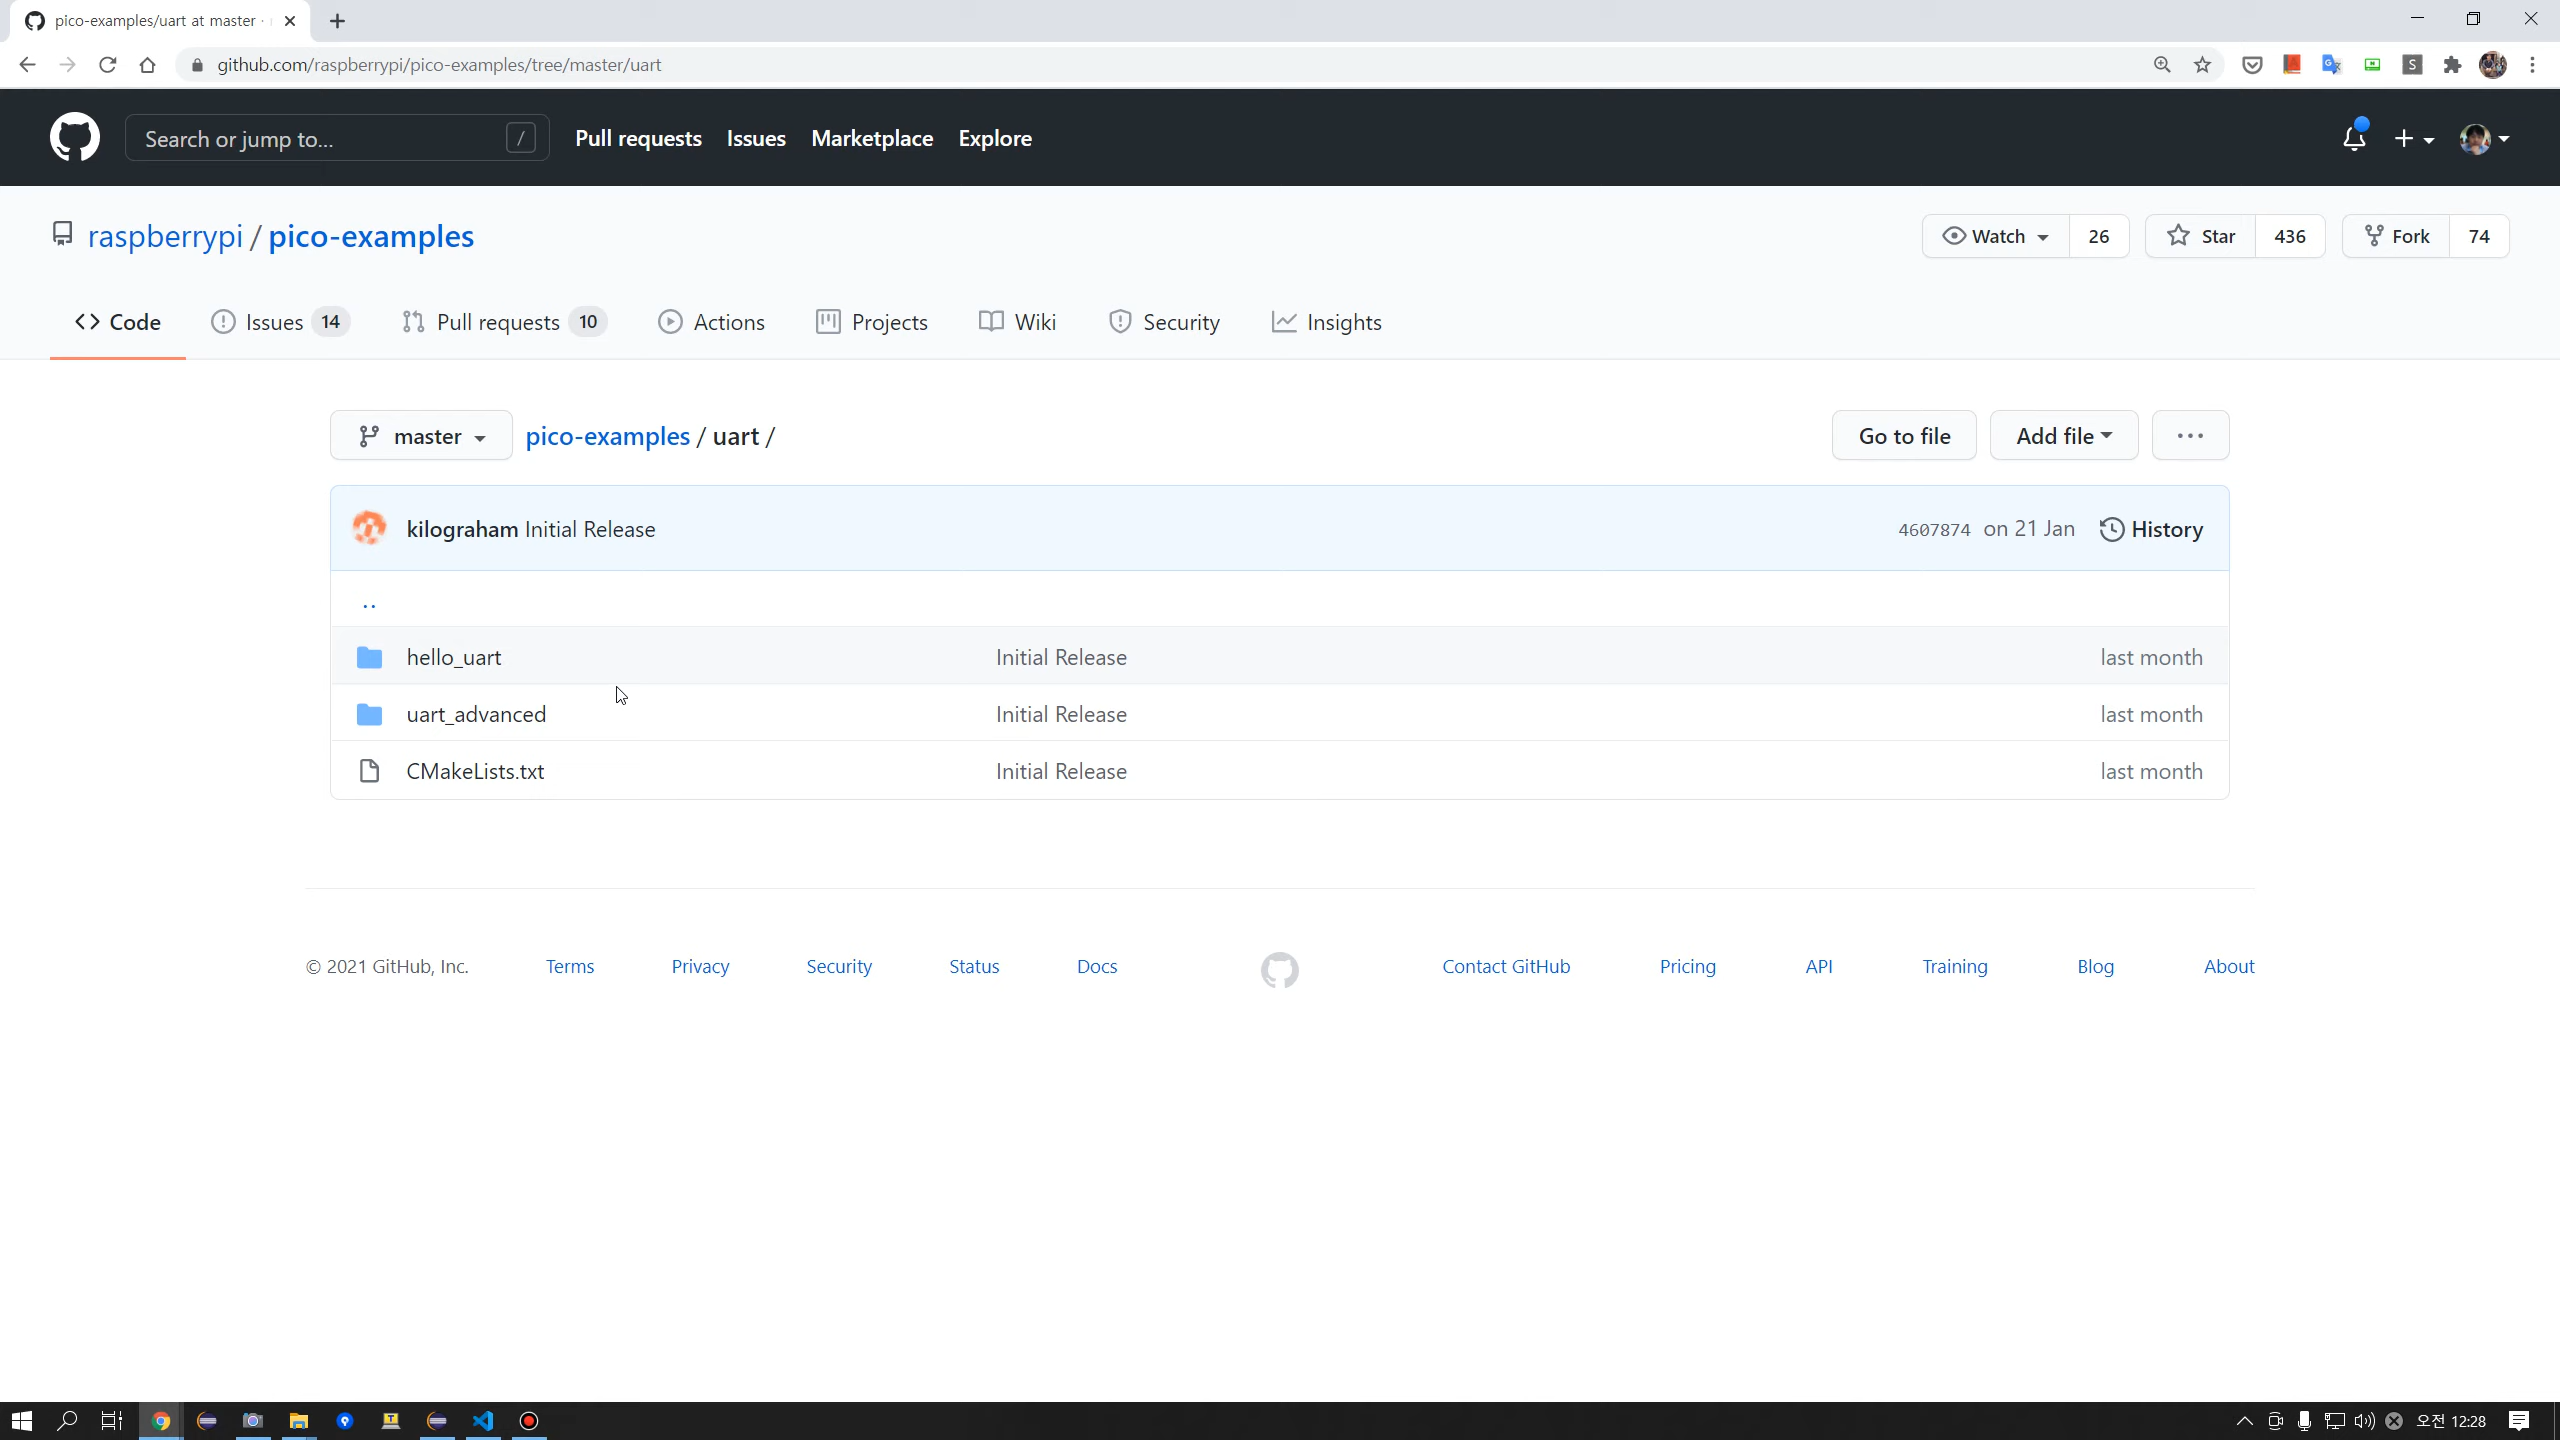 pico-examples/uart at master ·
github.com/raspberrypi/pico-examples/tree/master/uart
Search or jump to...
/
Pull requests
Issues
Marketplace
Explore
raspberrypi / pico-examples
Watch 26
Star 436
Fork 74
Code
Issues 14
Pull requests 10
Actions
Projects
Wiki
Security
Insights
master
pico-examples / uart /
Go to file
Add file
kilograham Initial Release
4607874 on 21 Jan
History
..
hello_uart Initial Release last month
uart_advanced Initial Release last month
CMakeLists.txt Initial Release last month
© 2021 GitHub, Inc.
Terms
Privacy
Security
Status
Docs
Contact GitHub
Pricing
API
Training
Blog
About
오전 12:28